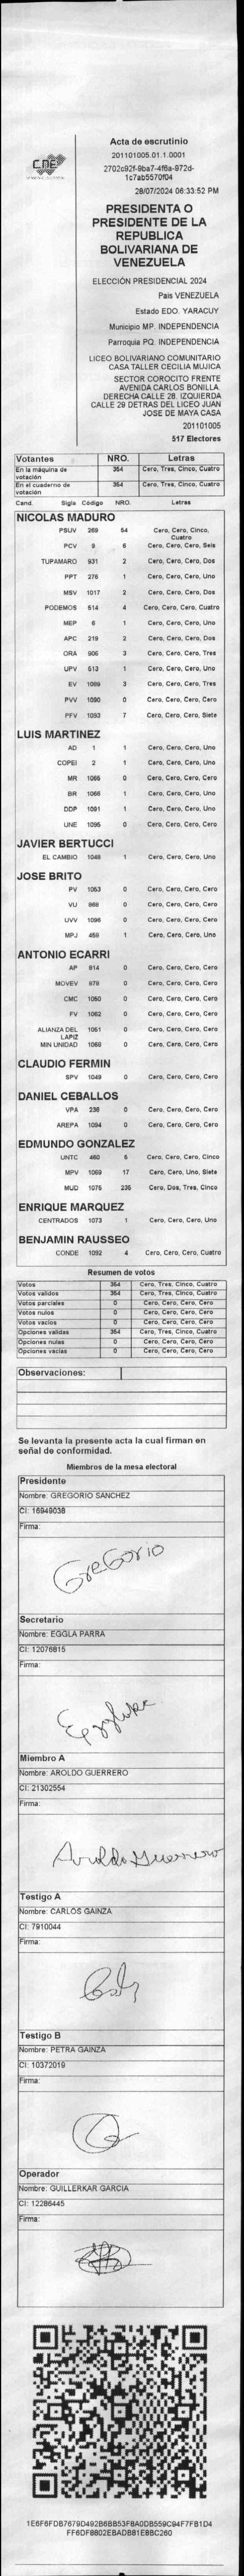 CNE
Acta de escrutinio
201101005.01.1.0001
2702c92f-9ba7-4f6a-972d-
1c7ab5570f04
28/07/2024 06:33:52 PM
PRESIDENTA O
PRESIDENTE DE LA
REPUBLICA
BOLIVARIANA DE
VENEZUELA
ELECCIÓN PRESIDENCIAL 2024
Pais VENEZUELA
Estado EDO. YARACUY
Municipio MP. INDEPENDENCIA
Parroquia PQ. INDEPENDENCIA
LICEO BOLIVARIANO COMUNITARIO
CASA TALLER CECILIA MUJICA
SECTOR COROCITO FRENTE
AVENIDA CARLOS BONILLA.
DERECHA CALLE 28. IZQUIERDA
CALLE 29 DETRAS DEL LICEO JUAN
JOSE DE MAYA CASA
201101005
517 Electores
Votantes NRO. Letras
En la máquina de votación 354 Cero, Tres, Cinco, Cuatro
En el cuaderno de votación 354 Cero, Tres, Cinco, Cuatro
Cand. Sigla Código NRO. Letras
NICOLAS MADURO
PSUV 269 54 Cero, Cero, Cinco, Cuatro
PCV 9 6 Cero, Cero, Cero, Seis
TUPAMARO 931 2 Cero, Cero, Cero, Dos
PPT 276 1 Cero, Cero, Cero, Uno
MSV 1017 2 Cero, Cero, Cero, Dos
PODEMOS 514 4 Cero, Cero, Cero, Cuatro
MEP 6 1 Cero, Cero, Cero, Uno
APC 219 2 Cero, Cero, Cero, Dos
ORA 906 3 Cero, Cero, Cero, Tres
UPV 513 1 Cero, Cero, Cero, Uno
EV 1089 3 Cero, Cero, Cero, Tres
PVV 1090 0 Cero, Cero, Cero, Cero
PFV 1093 7 Cero, Cero, Cero, Siete
LUIS MARTINEZ
AD 1 1 Cero, Cero, Cero, Uno
COPEI 2 1 Cero, Cero, Cero, Uno
MR 1065 0 Cero, Cero, Cero, Cero
BR 1066 1 Cero, Cero, Cero, Uno
DDP 1091 1 Cero, Cero, Cero, Uno
UNE 1095 0 Cero, Cero, Cero, Cero
JAVIER BERTUCCI
EL CAMBIO 1048 1 Cero, Cero, Cero, Uno
JOSE BRITO
PV 1053 0 Cero, Cero, Cero, Cero
VU 868 0 Cero, Cero, Cero, Cero
UVV 1096 0 Cero, Cero, Cero, Cero
MPJ 459 1 Cero, Cero, Cero, Uno
ANTONIO ECARRI
AP 914 0 Cero, Cero, Cero, Cero
MOVEV 979 0 Cero, Cero, Cero, Cero
CMC 1050 0 Cero, Cero, Cero, Cero
FV 1062 0 Cero, Cero, Cero, Cero
ALIANZA DEL LAPIZ 1051 0 Cero, Cero, Cero, Cero
MIN UNIDAD 1068 0 Cero, Cero, Cero, Cero
CLAUDIO FERMIN
SPV 1049 0 Cero, Cero, Cero, Cero
DANIEL CEBALLOS
VPA 236 0 Cero, Cero, Cero, Cero
AREPA 1094 0 Cero, Cero, Cero, Cero
EDMUNDO GONZALEZ
UNTC 460 5 Cero, Cero, Cero, Cinco
MPV 1069 17 Cero, Cero, Uno, Siete
MUD 1075 235 Cero, Dos, Tres, Cinco
ENRIQUE MARQUEZ
CENTRADOS 1073 1 Cero, Cero, Cero, Uno
BENJAMIN RAUSSEO
CONDE 1092 4 Cero, Cero, Cero, Cuatro
Resumen de votos
Votos 354 Cero, Tres, Cinco, Cuatro
Votos validos 354 Cero, Tres, Cinco, Cuatro
Votos parciales 0 Cero, Cero, Cero, Cero
Votos nulos 0 Cero, Cero, Cero, Cero
Votos vacios 0 Cero, Cero, Cero, Cero
Opciones validas 354 Cero, Tres, Cinco, Cuatro
Opciones nulas 0 Cero, Cero, Cero, Cero
Opciones vacias 0 Cero, Cero, Cero, Cero
Observaciones:
Se levanta la presente acta la cual firman en
señal de conformidad.
Miembros de la mesa electoral
Presidente
Nombre: GREGORIO SANCHEZ
CI: 16949038
Firma:
GreGorio
Secretario
Nombre: EGGLA PARRA
CI: 12076815
Firma:
Miembro A
Nombre: AROLDO GUERRERO
CI: 21302554
Firma:
Aroldo Guerrero
Testigo A
Nombre: CARLOS GAINZA
CI: 7910044
Firma:
Testigo B
Nombre: PETRA GAINZA
CI: 10372019
Firma:
Operador
Nombre: GUILLERKAR GARCIA
CI: 12286445
Firma:
1E6F6FDB7679D492B6BB53F8A0DB559C94F7FB1D4
FF6DF8802EBADB81E8BC260